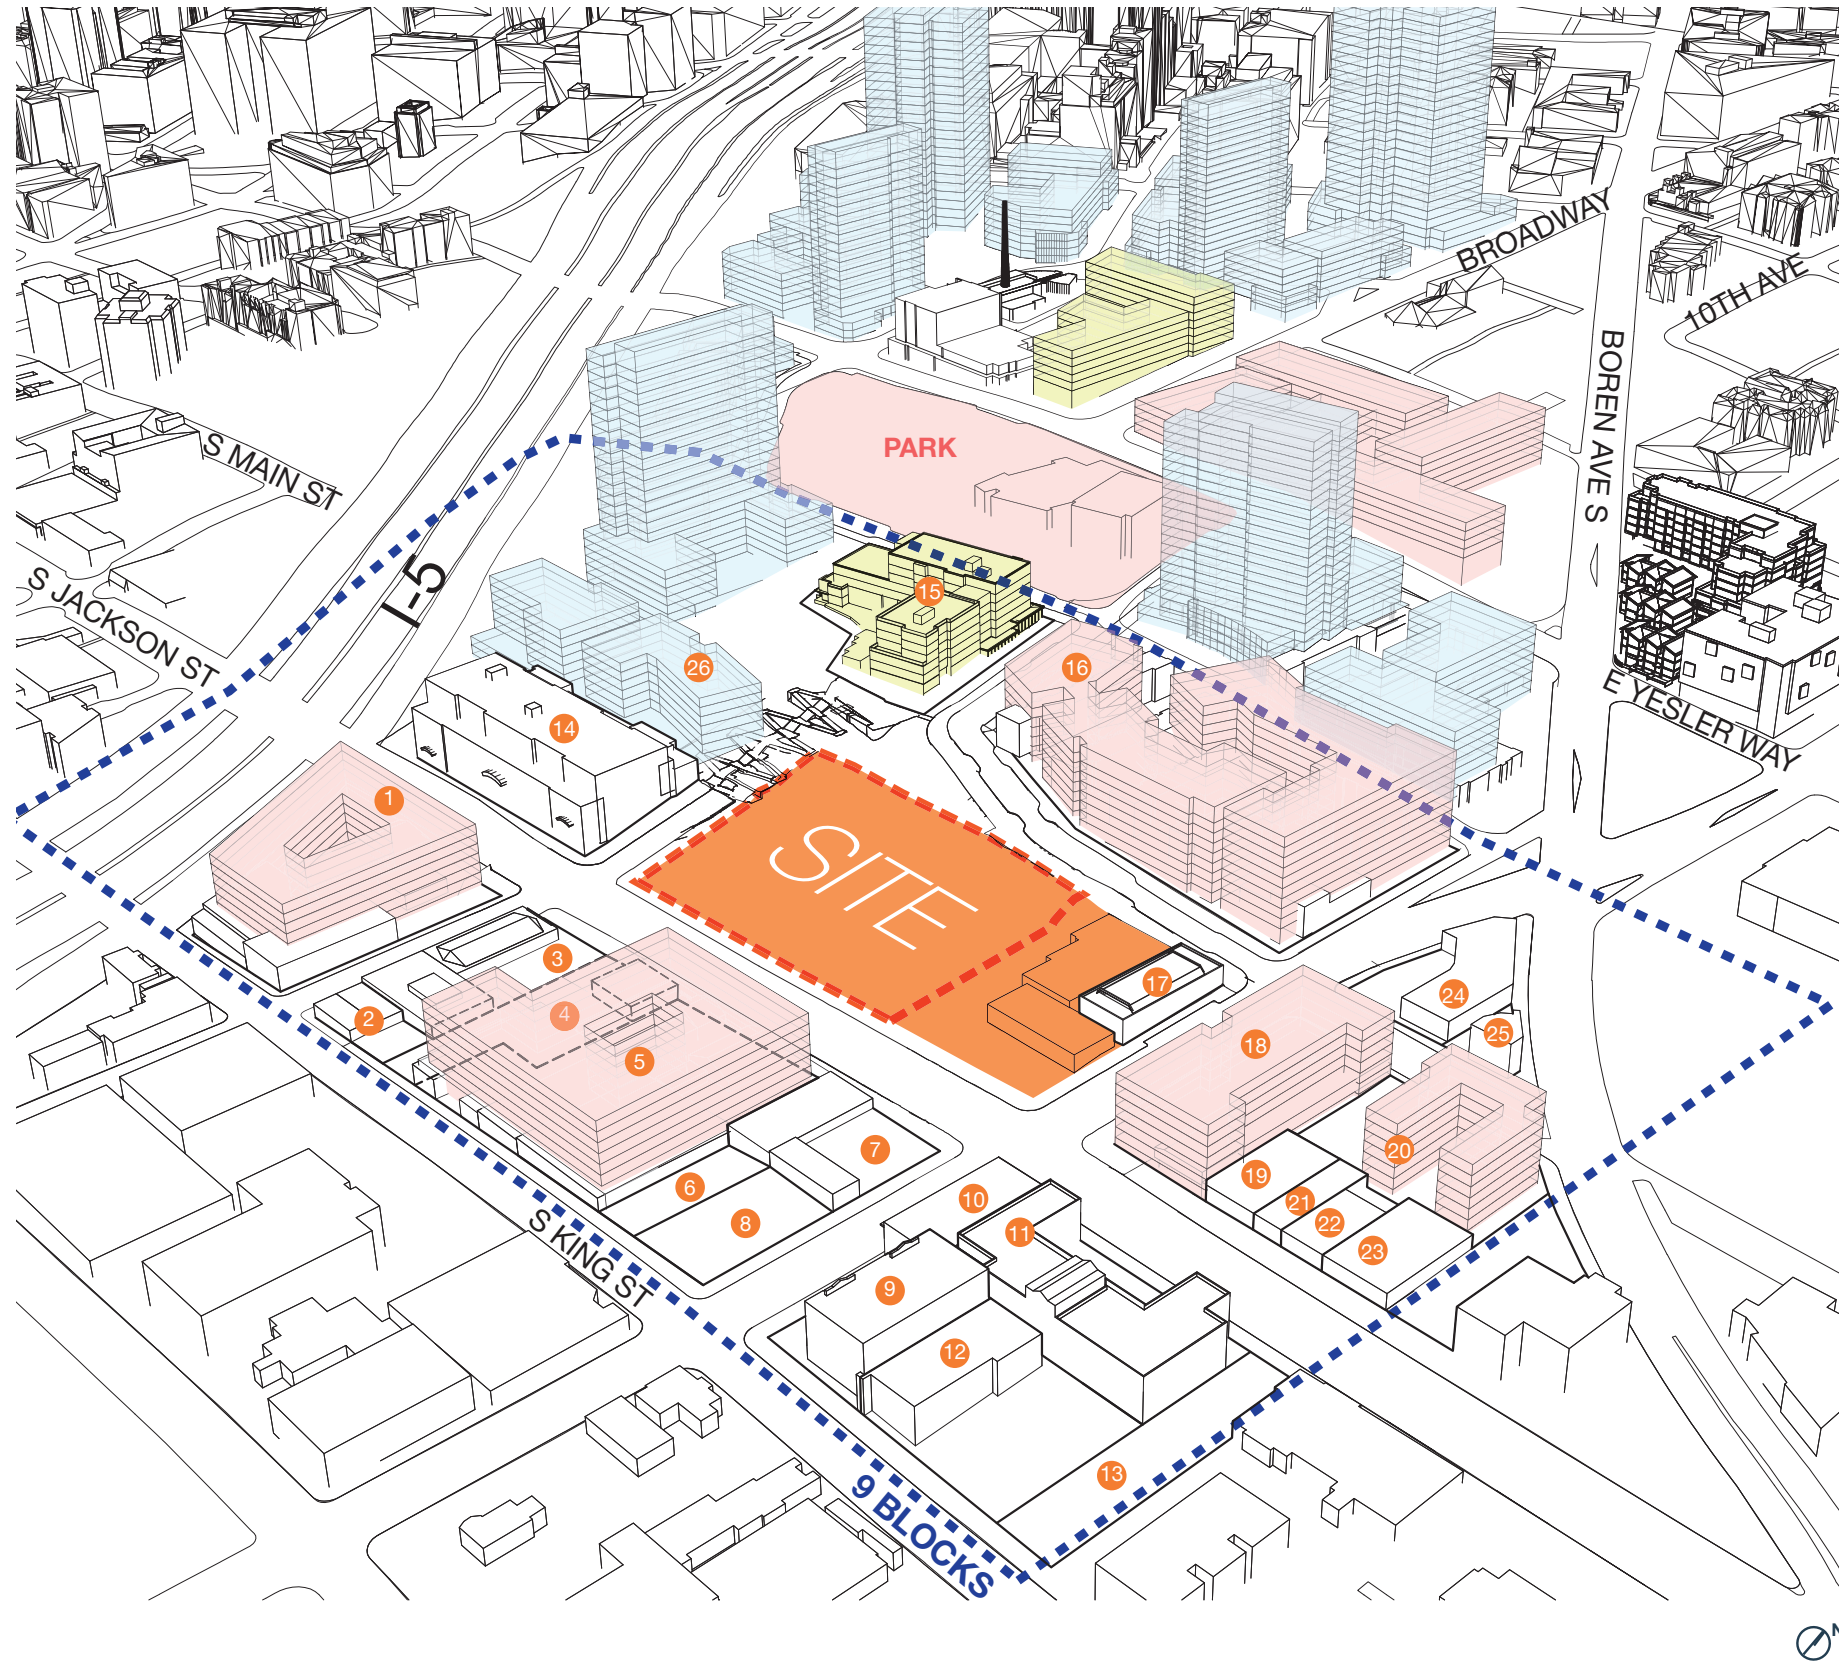 BROADWAY
10TH AVE
BOREN AVE S
S MAIN ST
PARK
I-5
S JACKSON ST
15
16
26
E YESLER WAY
14
1
SITE
3
17
24
4
2
25
18
5
7
20
19
6
10
21
8
22
11
S KING ST
23
9
12
13
9 BLOCKS
N